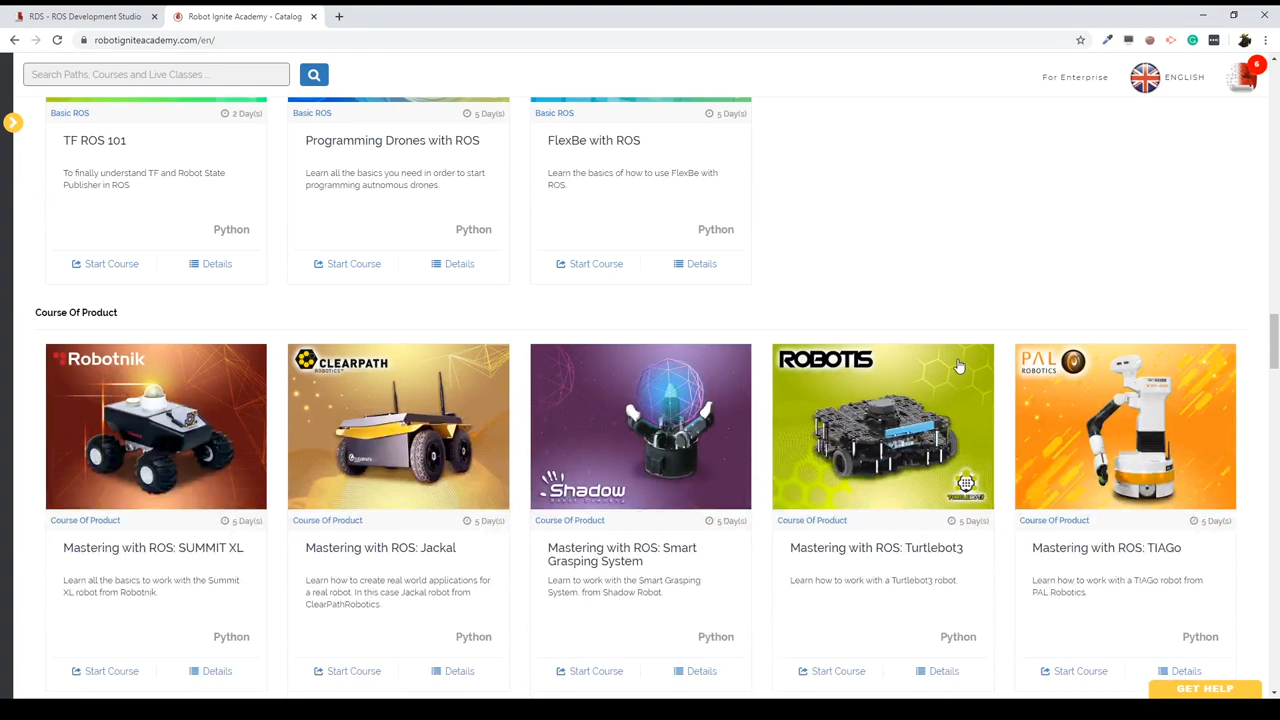 RDS - ROS Development Studio
Robot Ignite Academy - Catalog
robotigniteacademy.com/en/
Search Paths, Courses and Live Classes ...
For Enterprise
ENGLISH
6
Basic ROS
2 Day(s)
Basic ROS
5 Day(s)
Basic ROS
5 Day(s)
TF ROS 101
Programming Drones with ROS
FlexBe with ROS
To finally understand TF and Robot State
Publisher in ROS
Learn all the basics you need in order to start
programming autnomous drones.
Learn the basics of how to use FlexBe with
ROS.
Python
Python
Python
Start Course
Details
Start Course
Details
Start Course
Details
Course Of Product
Robotnik
CLEARPATH
ROBOTICS
Shadow
ROBOTIS
TURTLEBOT3
PAL
ROBOTICS
Course Of Product
5 Day(s)
Course Of Product
5 Day(s)
Course Of Product
5 Day(s)
Course Of Product
5 Day(s)
Course Of Product
5 Day(s)
Mastering with ROS: SUMMIT XL
Mastering with ROS: Jackal
Mastering with ROS: Smart
Grasping System
Mastering with ROS: Turtlebot3
Mastering with ROS: TIAGo
Learn all the basics to work with the Summit
XL robot from Robotnik.
Learn how to create real world applications for
a real robot. In this case Jackal robot from
ClearPathRobotics.
Learn to work with the Smart Grasping
System. from Shadow Robot.
Learn how to work with a Turtlebot3 robot.
Learn how to work with a TIAGo robot from
PAL Robotics.
Python
Python
Python
Python
Python
Start Course
Details
Start Course
Details
Start Course
Details
Start Course
Details
Start Course
Details
GET HELP